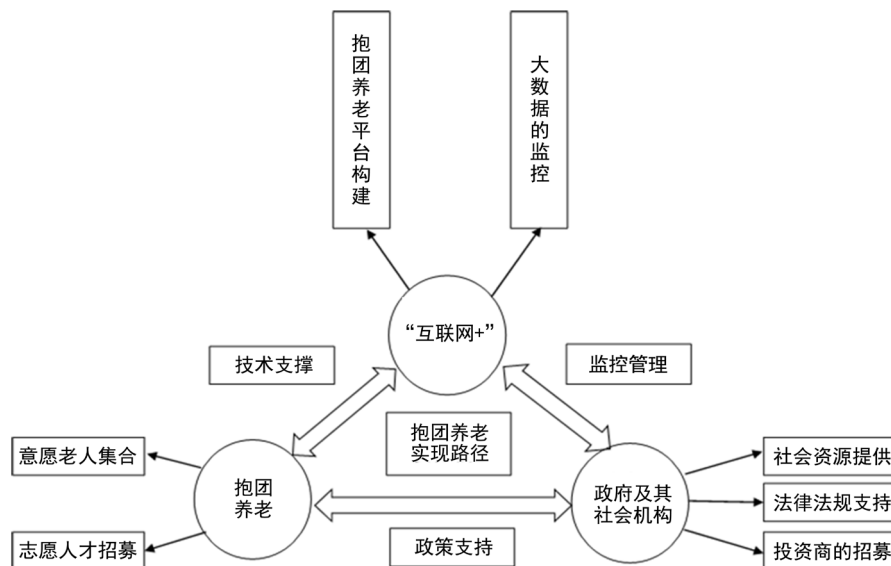 抱团养老平台构建
大数据的监控
“互联网+”
技术支撑
监控管理
抱团养老
实现路径
意愿老人集合
志愿人才招募
抱团
养老
政策支持
政府及其
社会机构
社会资源提供
法律法规支持
投资商的招募